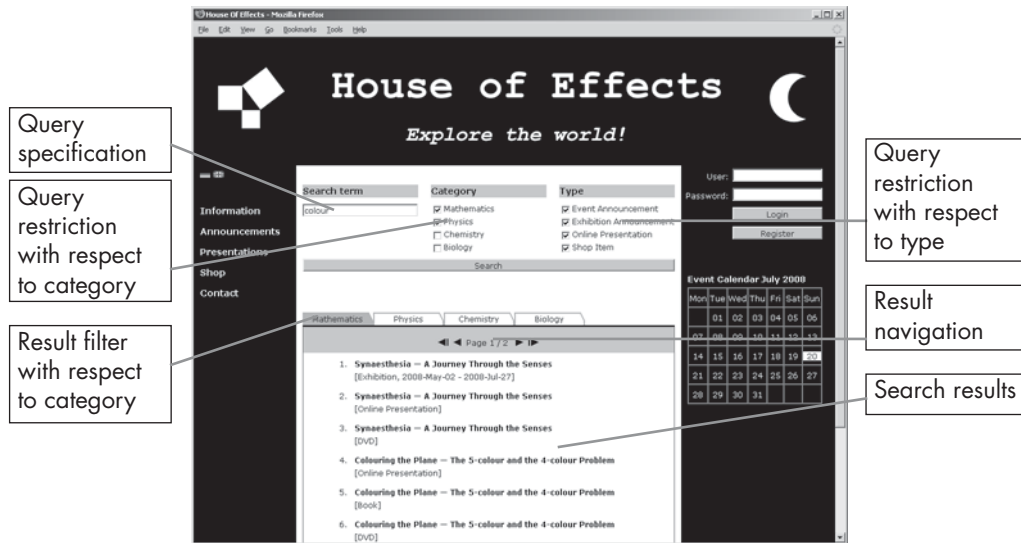 House Of Effects - Mozilla Firefox
File Edit View Go Bookmarks Tools Help
House of Effects
Explore the world!
Query
specification
Query
restriction
with respect
to category
Result filter
with respect
to category
Information
Announcements
Presentations
Shop
Contact
Search term
colour
Category
Mathematics
Physics
Chemistry
Biology
Type
Event Announcement
Exhibition Announcement
Online Presentation
Shop Item
Search
Mathematics Physics Chemistry Biology
Page 1/2
1. Synaesthesia — A Journey Through the Senses
[Exhibition, 2008-May-02 - 2008-Jul-27]
2. Synaesthesia — A Journey Through the Senses
[Online Presentation]
3. Synaesthesia — A Journey Through the Senses
[DVD]
4. Colouring the Plane — The 5-colour and the 4-colour Problem
[Online Presentation]
5. Colouring the Plane — The 5-colour and the 4-colour Problem
[Book]
6. Colouring the Plane — The 5-colour and the 4-colour Problem
[DVD]
User:
Password:
Login
Register
Event Calendar July 2008
Mon Tue Wed Thu Fri Sat Sun
01 02 03 04 05 06
07 08 09 10 11 12 13
14 15 16 17 18 19 20
21 22 23 24 25 26 27
28 29 30 31
Query
restriction
with respect
to type
Result
navigation
Search results